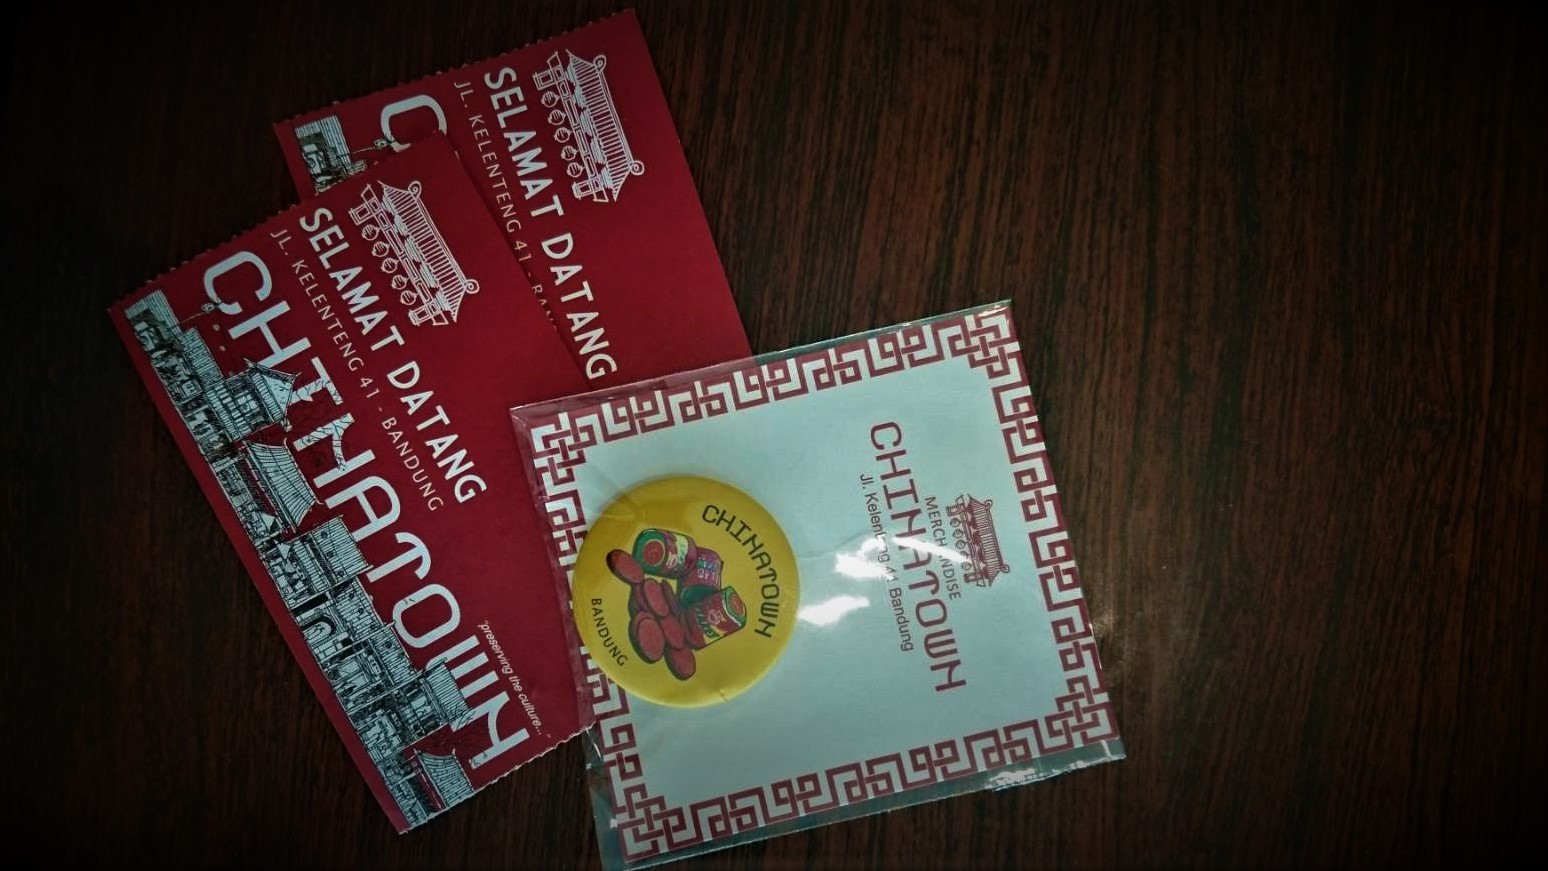 SELAMAT DATANG
JL. KELENTENG 41 - BA
C
SELAMAT DATANG
JL. KELENTENG 41 - BANDUNG
CHINATOWN
"preserving the culture..."
MERCHANDISE
CHINATOWN
Jl. Kelenteng 41 Bandung
CHINATOWN
BANDUNG